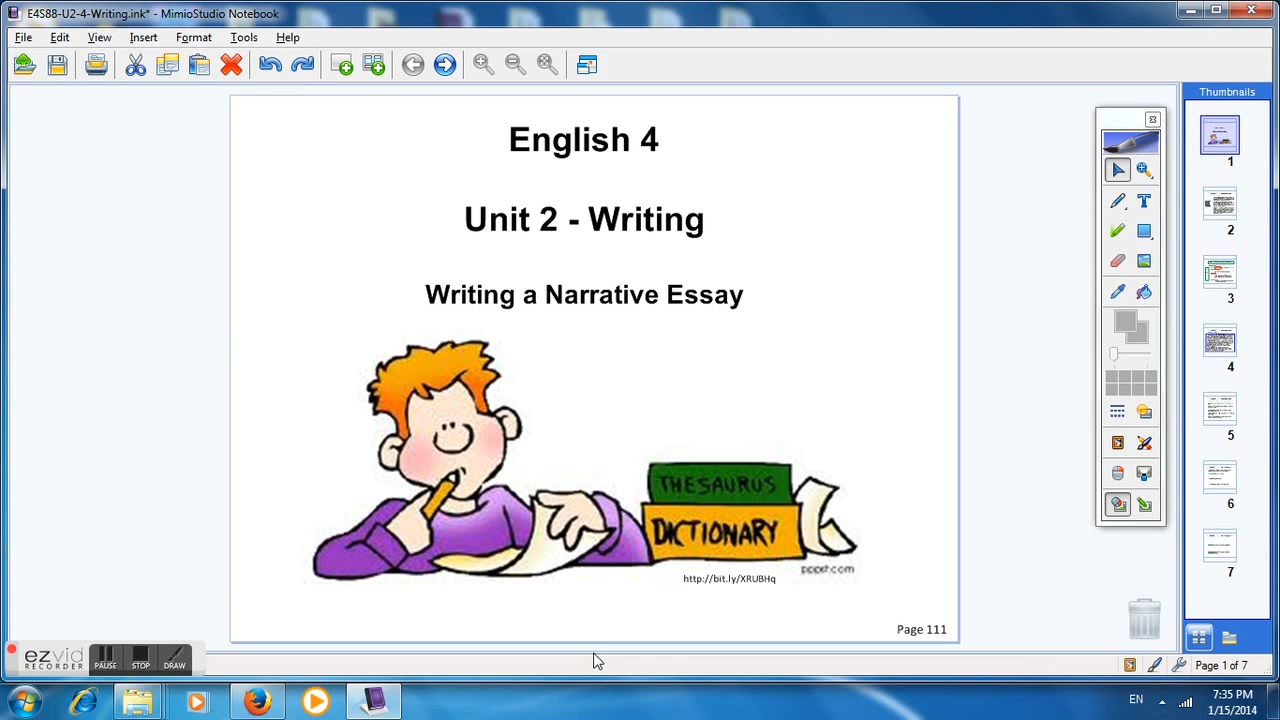 E4S88-U2-4-Writing.ink* - MimioStudio Notebook
File Edit View Insert Format Tools Help
Thumbnails
English 4
Unit 2 - Writing
Writing a Narrative Essay
THESAURUS
DICTIONARY
pppst.com
http://bit.ly/XRUBHq
Page 111
1
2
3
4
5
6
7
ezvid
RECORDER
PAUSE
STOP
DRAW
Page 1 of 7
EN
7:35 PM
1/15/2014